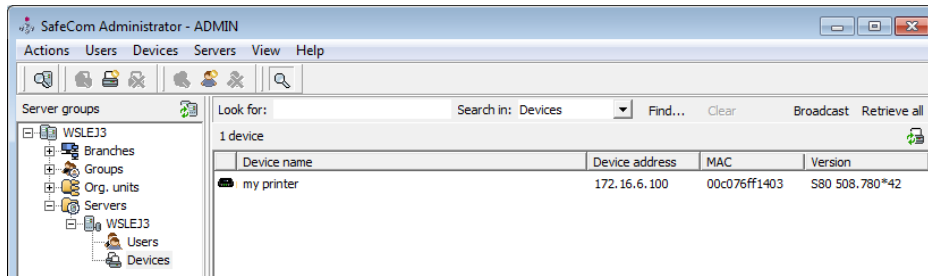 SafeCom Administrator - ADMIN
Actions Users Devices Servers View Help
Server groups
Look for: Search in: Devices Find... Clear Broadcast Retrieve all
WSLEJ3
1 device
Branches
Device name Device address MAC Version
Groups
my printer 172.16.6.100 00c076ff1403 S80 508.780*42
Org. units
Servers
WSLEJ3
Users
Devices